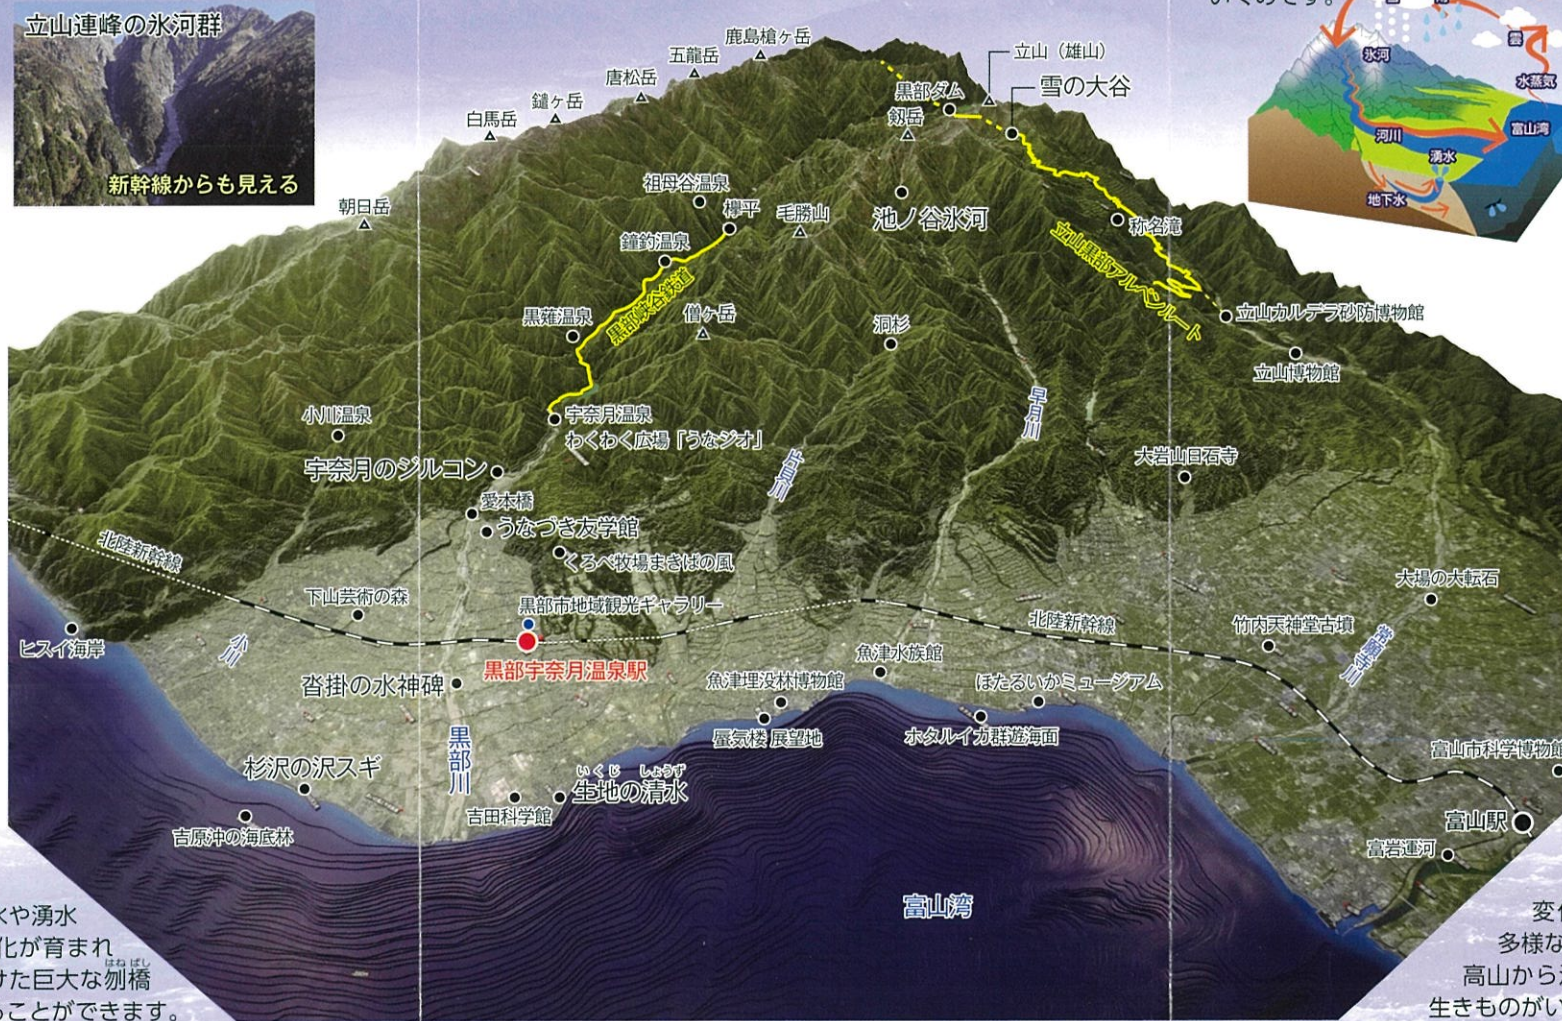 立山連峰の氷河群
新幹線からも見える
氷河
雲
水蒸気
富山湾
河川
湧水
地下水
鹿島槍ヶ岳
五龍岳
唐松岳
鑓ヶ岳
白馬岳
朝日岳
立山（雄山）
雪の大谷
黒部ダム
剱岳
祖母谷温泉
欅平
毛勝山
池ノ谷氷河
称名滝
立山黒部アルペンルート
鐘釣温泉
黒部峡谷鉄道
黒薙温泉
僧ヶ岳
洞杉
立山カルデラ砂防博物館
立山博物館
小川温泉
宇奈月温泉
わくわく広場「うなジオ」
早月川
片貝川
大岩山日石寺
宇奈月のジルコン
愛本橋
うなづき友学館
くろべ牧場まきばの風
北陸新幹線
下山芸術の森
黒部市地域観光ギャラリー
北陸新幹線
大場の大転石
竹内天神堂古墳
常願寺川
ヒスイ海岸
小川
黒部宇奈月温泉駅
沓掛の水神碑
魚津水族館
魚津埋没林博物館
ほたるいかミュージアム
蜃気楼 展望地
ホタルイカ群遊海面
黒部川
富山市科学博物館
杉沢の沢スギ
いくじ しょうず
生地の清水
吉田科学館
吉原沖の海底林
富山駅
富岩運河
富山湾
や湧水
化が育まれ
はねばし
けた巨大な刎橋
ることができます。
変化
多様な
高山から
生きものがい